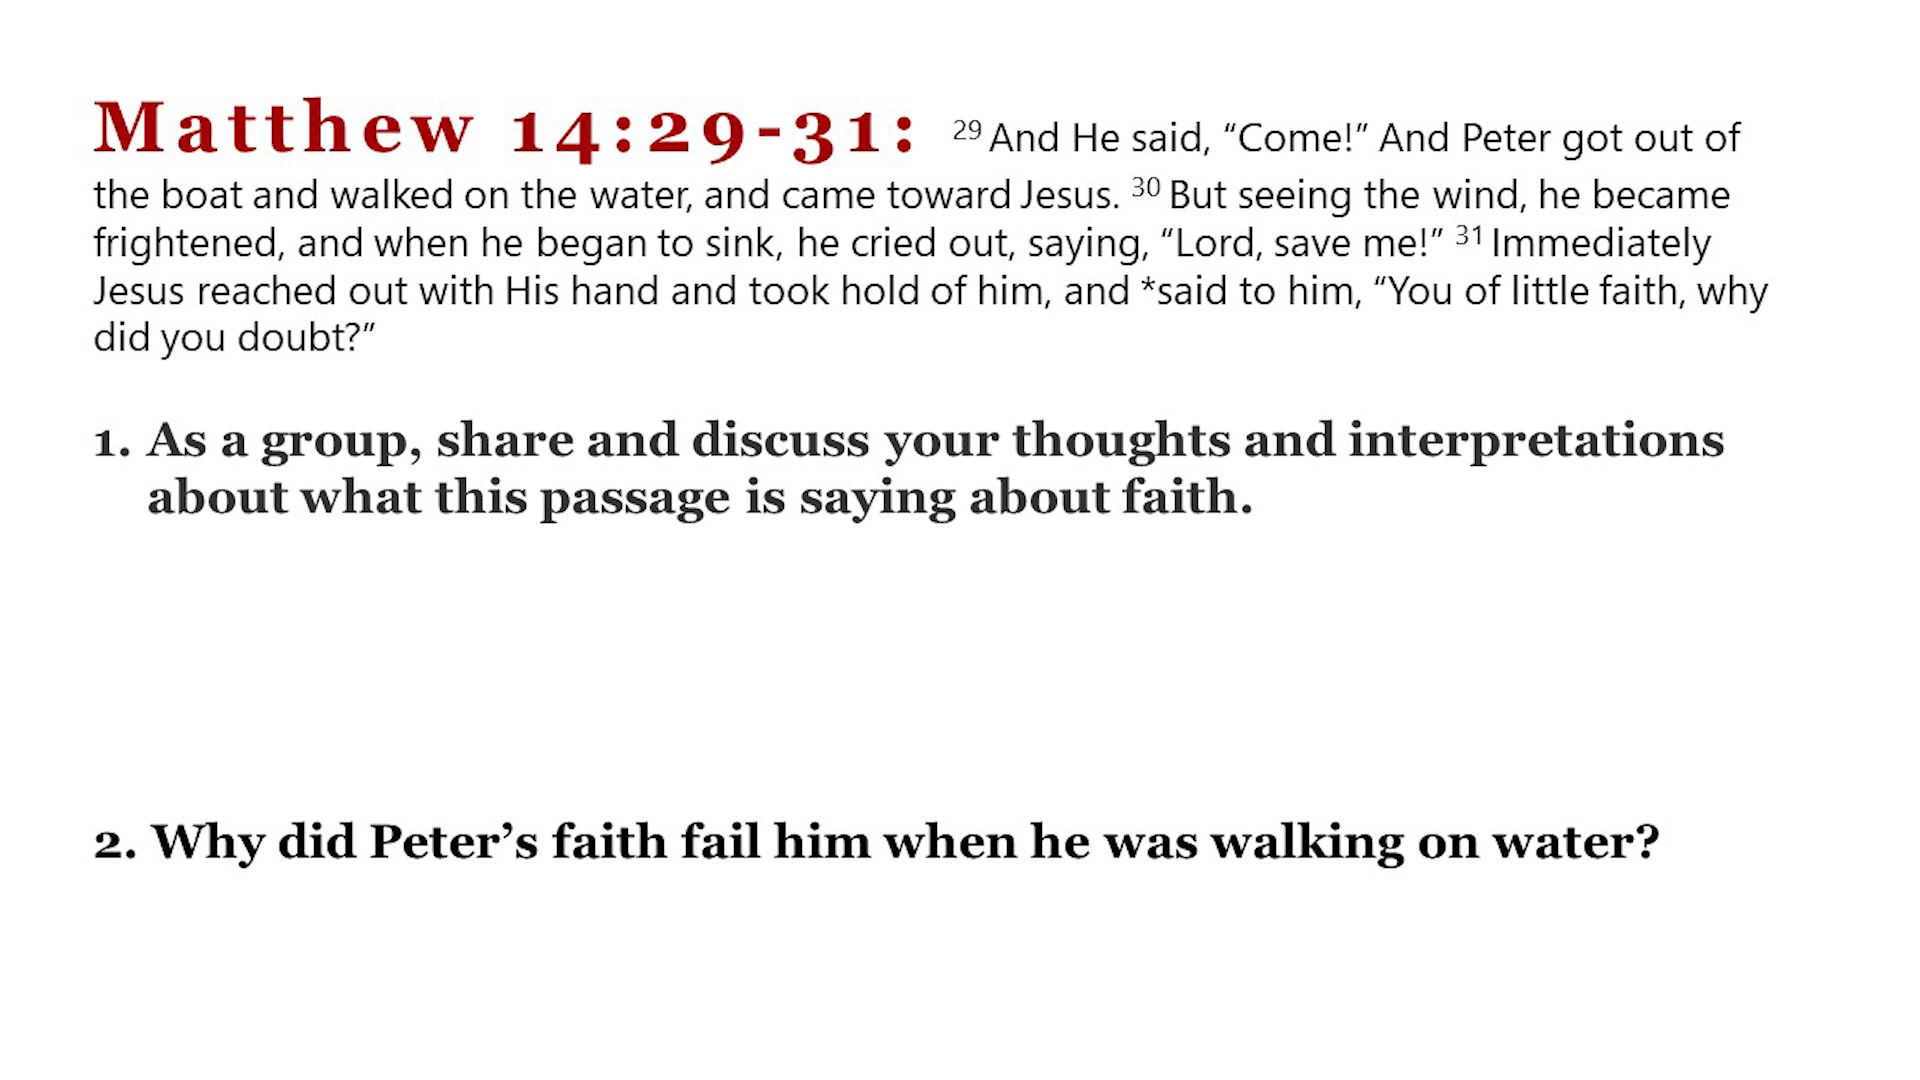 Matthew 14:29-31: 29 And He said, “Come!” And Peter got out of
the boat and walked on the water, and came toward Jesus. 30 But seeing the wind, he became
frightened, and when he began to sink, he cried out, saying, “Lord, save me!” 31 Immediately
Jesus reached out with His hand and took hold of him, and *said to him, “You of little faith, why
did you doubt?”
1. As a group, share and discuss your thoughts and interpretations
about what this passage is saying about faith.
2. Why did Peter’s faith fail him when he was walking on water?